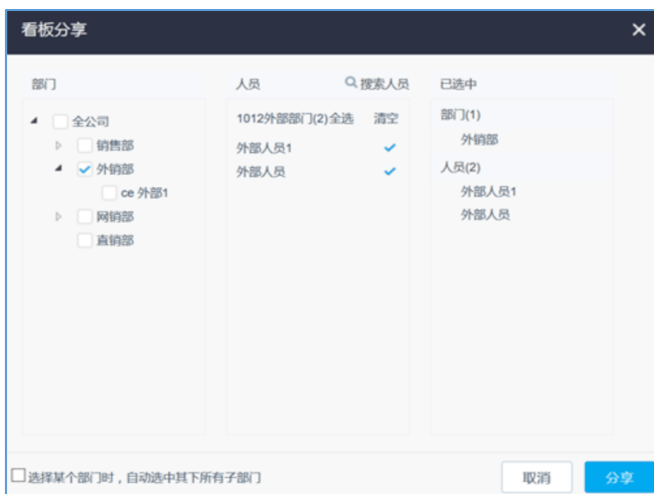 看板分享
部门
人员
搜索人员
已选中
全公司
销售部
外销部
ce 外部1
网销部
直销部
1012外部部门(2)全选
清空
外部人员1
外部人员
部门(1)
外销部
人员(2)
外部人员1
外部人员
选择某个部门时，自动选中其下所有子部门
取消
分享